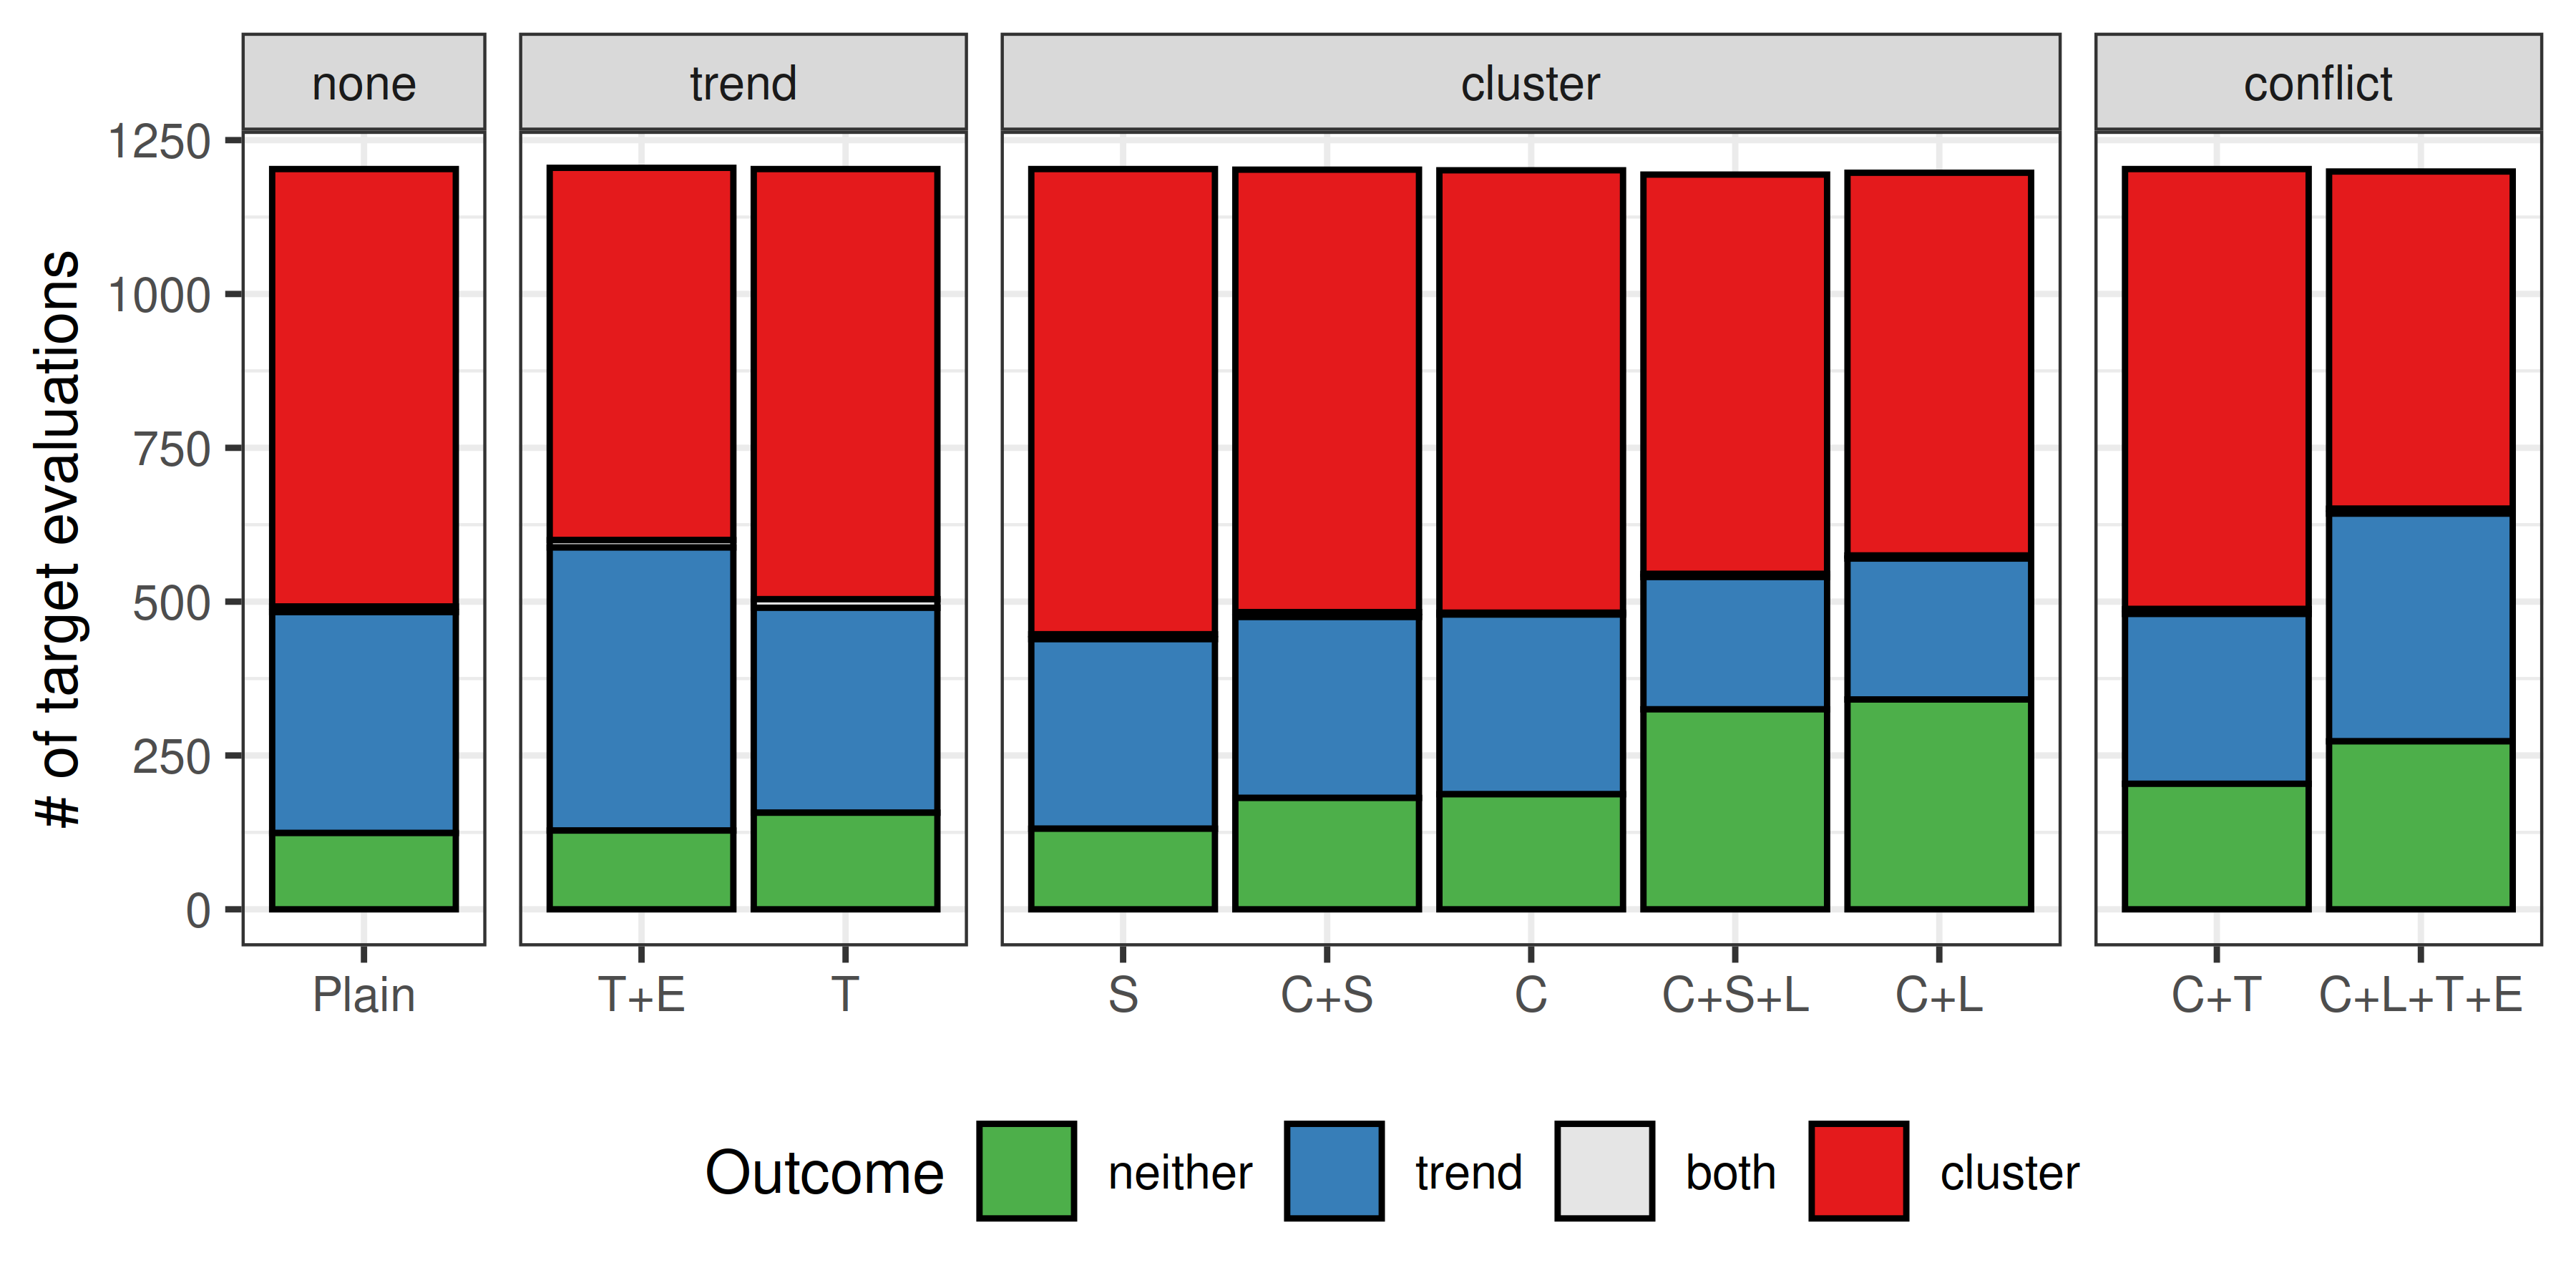 none trend cluster conflict
# of target evaluations
1250
1000
750
500
250
0
Plain T+E T S C+S C C+S+L C+L C+T C+L+T+E
Outcome neither trend both cluster